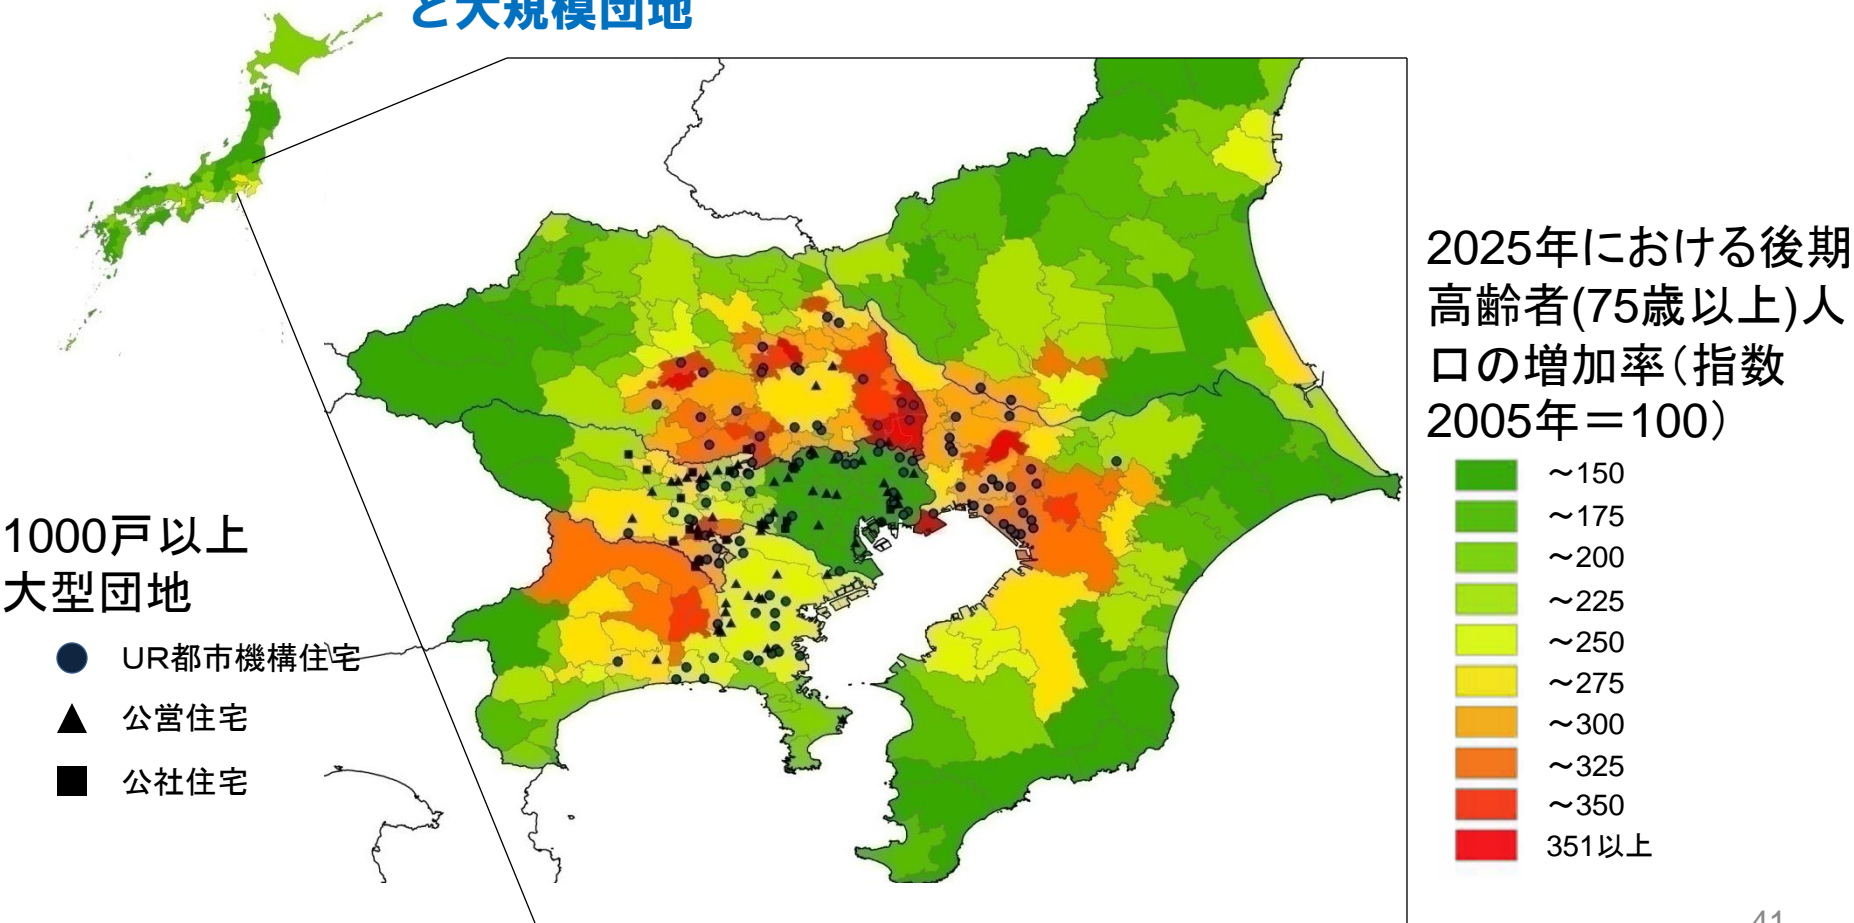 と大規模団地
2025年における後期
高齢者(75歳以上)人
口の増加率（指数
2005年＝100）
～150
～175
～200
～225
～250
～275
～300
～325
～350
351以上
1000戸以上
大型団地
UR都市機構住宅
公営住宅
公社住宅
41